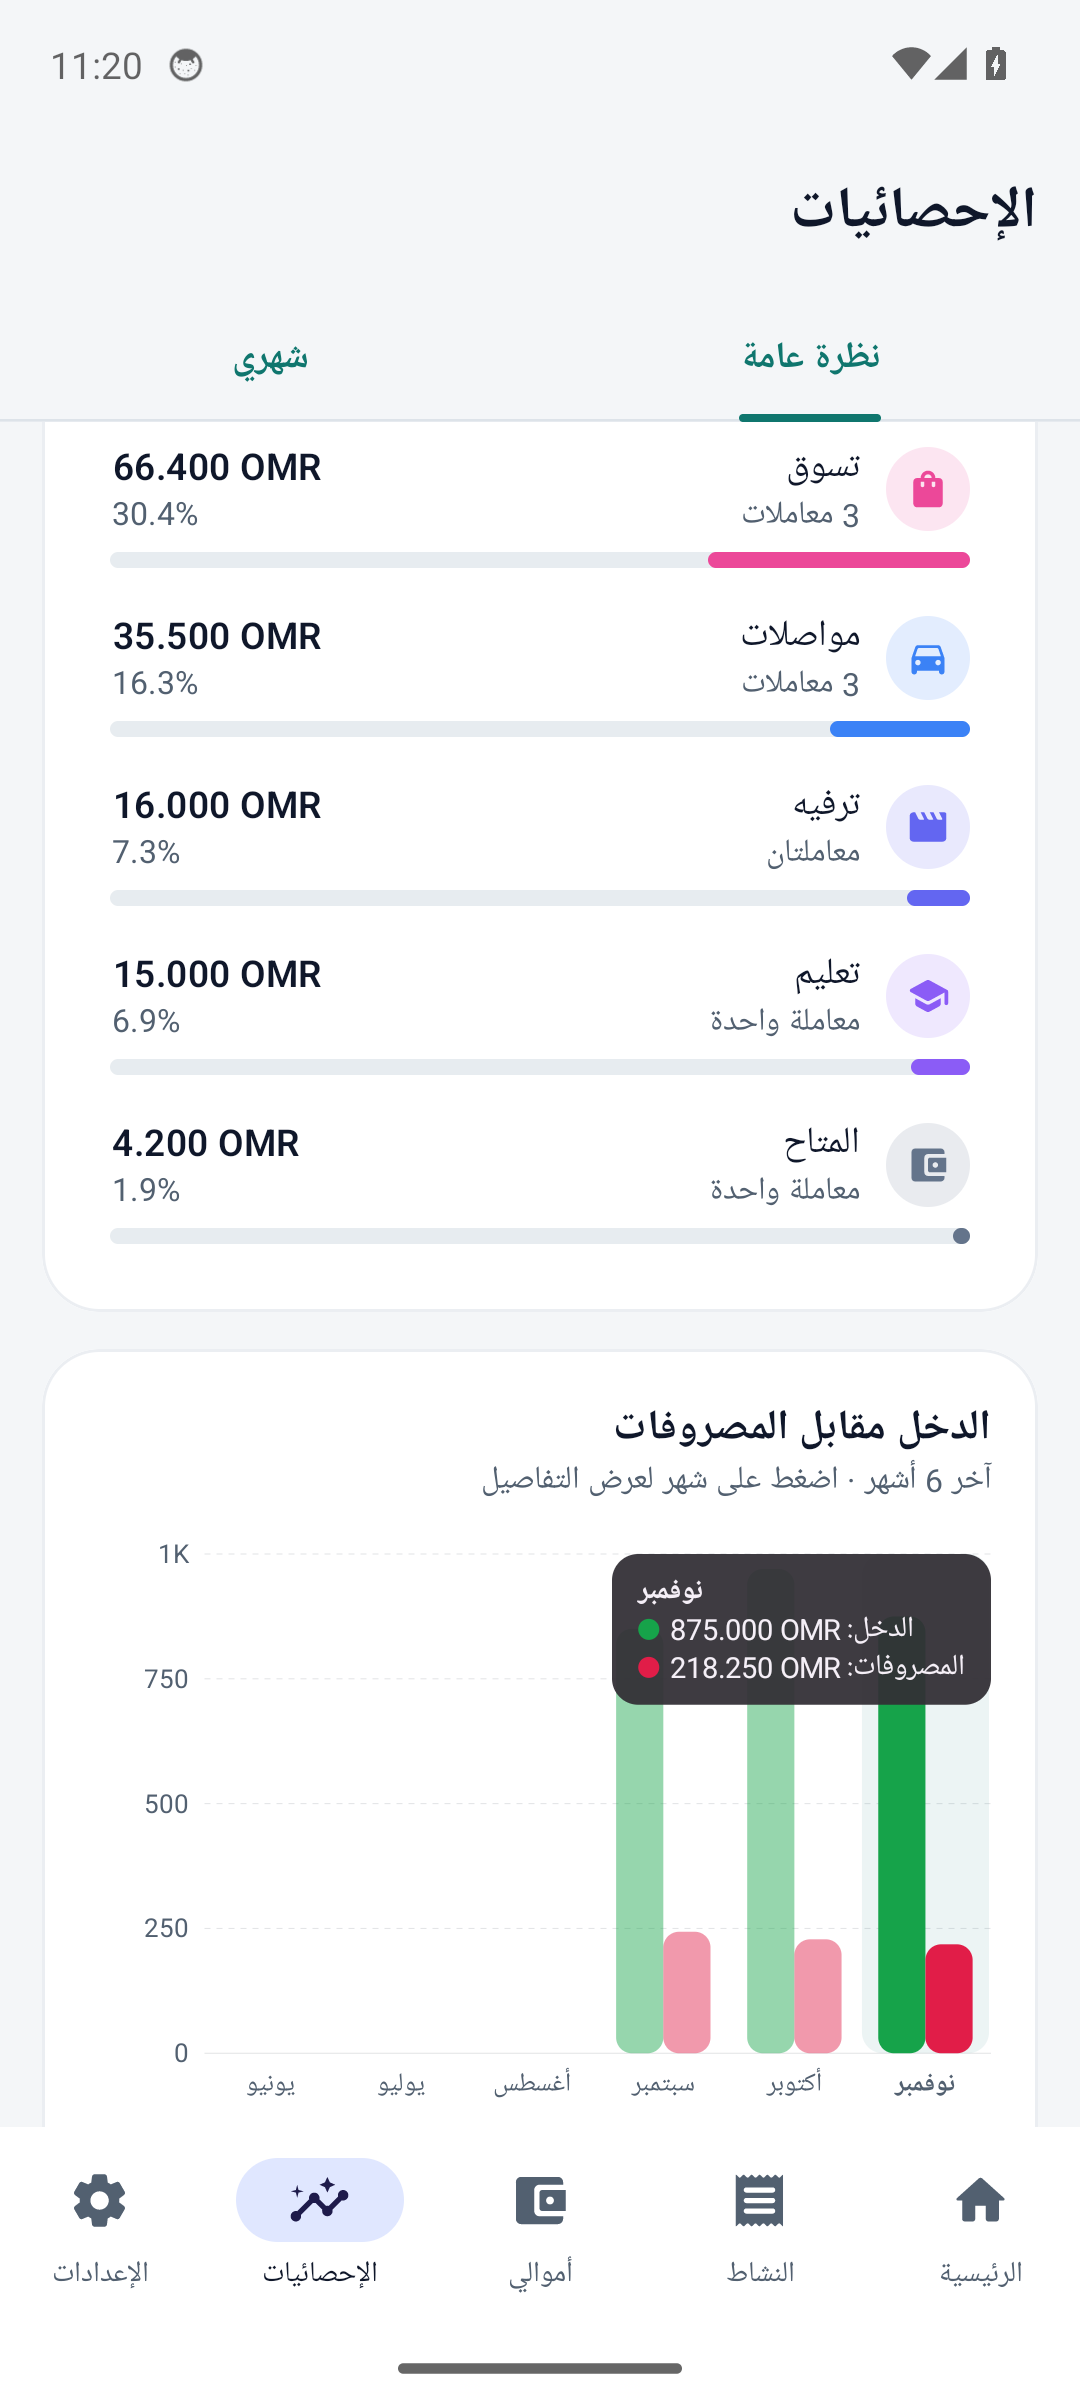 11:20
الإحصائيات
نظرة عامة
شهري
تسوق
66.400 OMR
3 معاملات
30.4%
مواصلات
35.500 OMR
3 معاملات
16.3%
ترفيه
16.000 OMR
معاملتان
7.3%
تعليم
15.000 OMR
معاملة واحدة
6.9%
المتاح
4.200 OMR
معاملة واحدة
1.9%
الدخل مقابل المصروفات
آخر 6 أشهر · اضغط على شهر لعرض التفاصيل
1K
750
500
250
0
نوفمبر
الدخل: 875.000 OMR
المصروفات: 218.250 OMR
نوفمبر
أكتوبر
سبتمبر
أغسطس
يوليو
يونيو
الرئيسية
النشاط
أموالي
الإحصائيات
الإعدادات